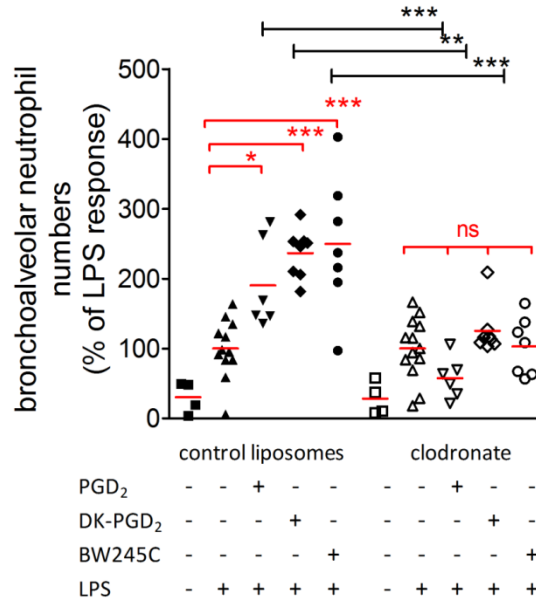 ***
**
***
bronchoalveolar neutrophil
numbers
(% of LPS response)
500
400
300
200
100
0
***
***
*
ns
control liposomes clodronate
PGD₂ - - + - - - - + - -
DK-PGD₂ - - - + - - - - + -
BW245C - - - - + - - - - +
LPS - + + + + - + + + +